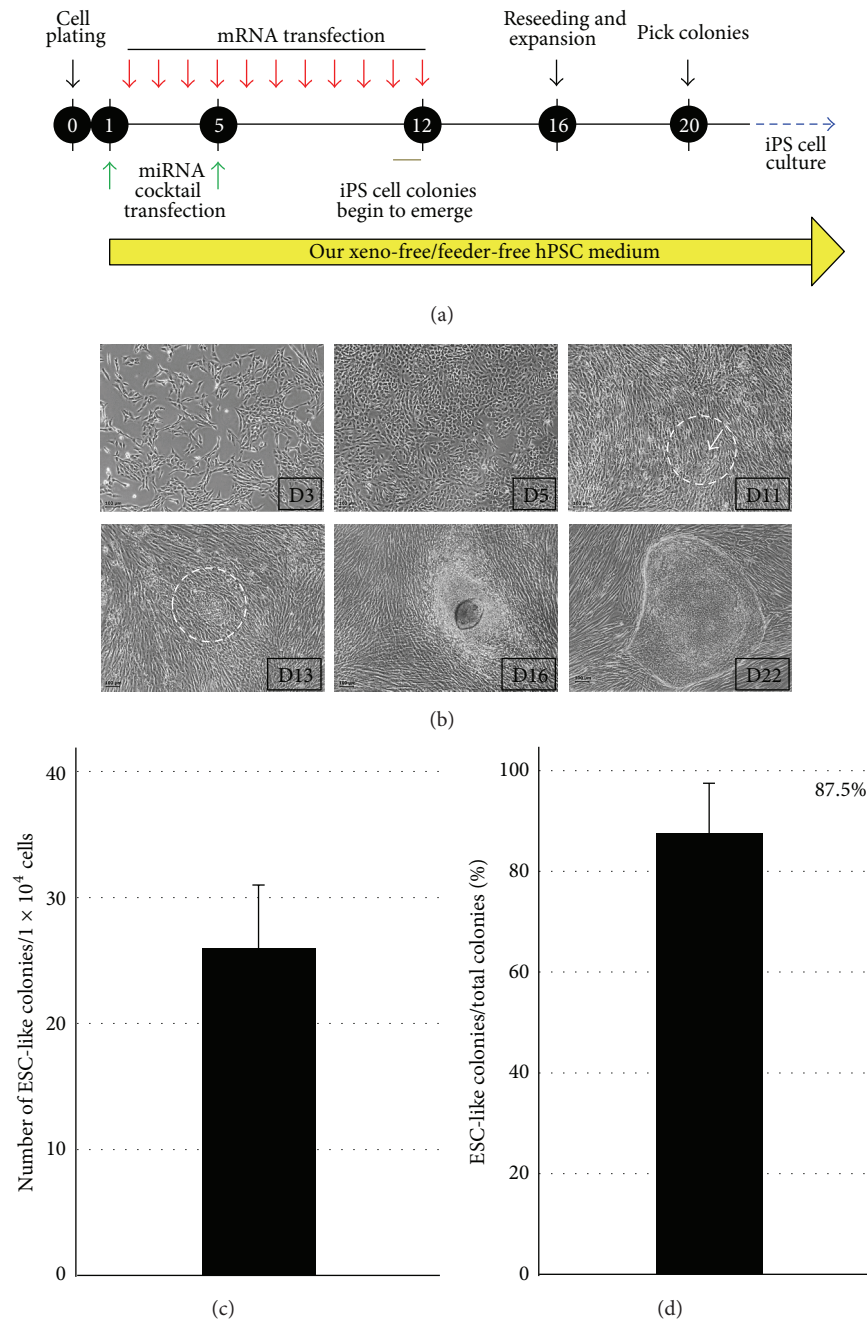 Cell
plating
mRNA transfection
Reseeding and
expansion
Pick colonies
0
1
5
12
16
20
miRNA
cocktail
transfection
iPS cell colonies
begin to emerge
iPS cell
culture
Our xeno-free/feeder-free hPSC medium
(a)
D3
D5
D11
D13
D16
D22
(b)
Number of ESC-like colonies/1 × 10⁴ cells
40
30
20
10
0
(c)
ESC-like colonies/total colonies (%)
100
80
60
40
20
0
87.5%
(d)